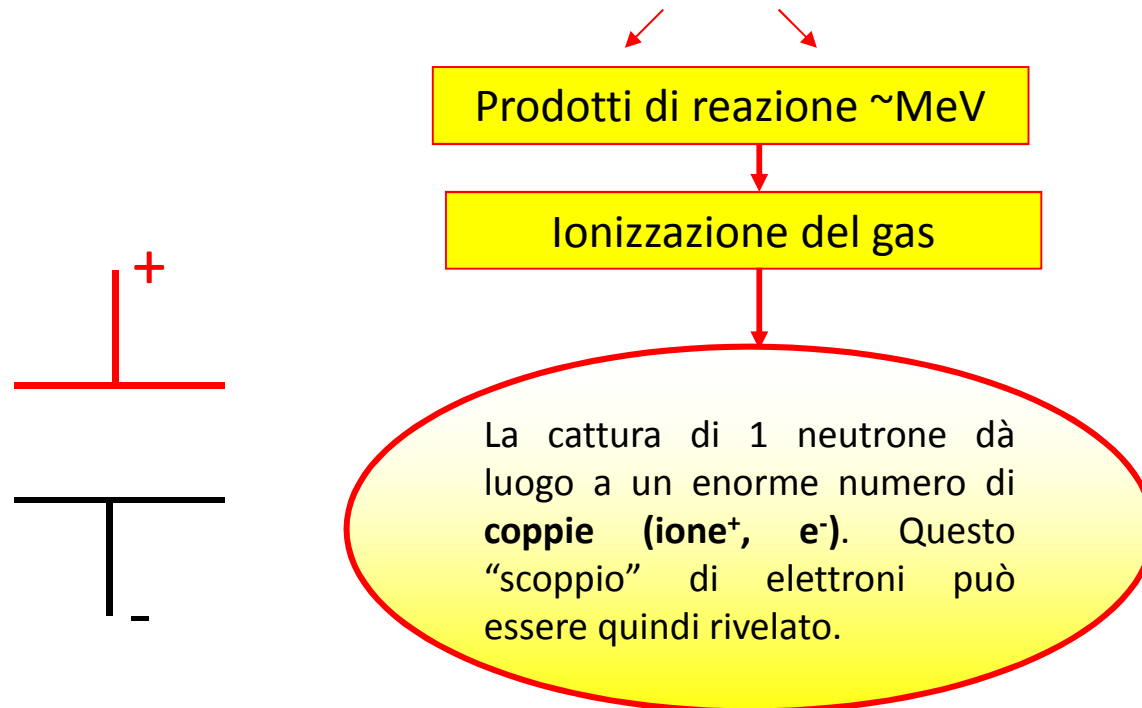 Prodotti di reazione ~MeV
Ionizzazione del gas
+
La cattura di 1 neutrone dà
luogo a un enorme numero di
coppie (ione⁺, e⁻). Questo
“scoppio” di elettroni può
essere quindi rivelato.
-